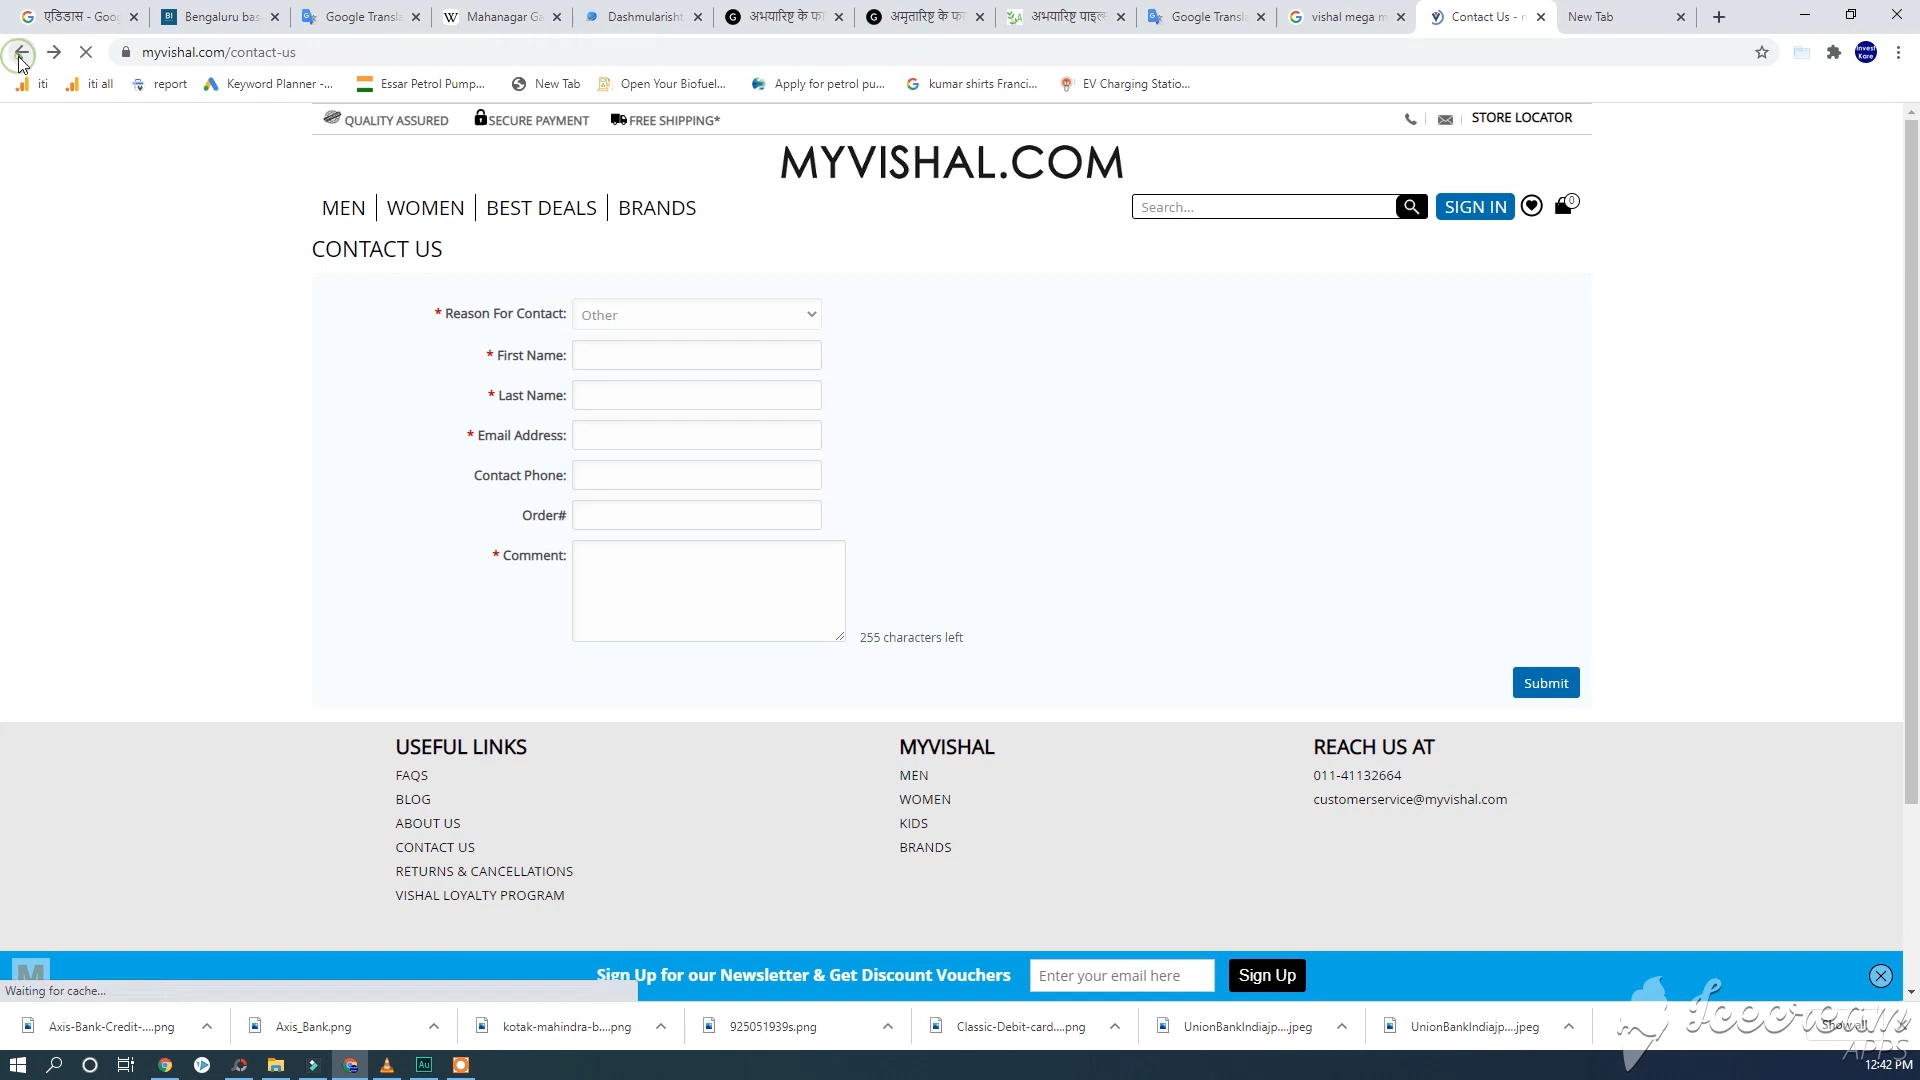 एडिडास - Goo
Bengaluru bas
Google Transla
Mahanagar Ga
Dashmularisht
अभयारिष्ट के फा
अमृतारिष्ट के फा
अभयारिष्ट पाइल्
Google Transla
vishal mega m
Contact Us - m
New Tab
myvishal.com/contact-us
iti
iti all
report
Keyword Planner -...
Essar Petrol Pump...
New Tab
Open Your Biofuel...
Apply for petrol pu...
kumar shirts Franci...
EV Charging Statio...
Invest Kare
QUALITY ASSURED
SECURE PAYMENT
FREE SHIPPING*
STORE LOCATOR
MYVISHAL.COM
MEN
WOMEN
BEST DEALS
BRANDS
Search...
SIGN IN
0
CONTACT US
* Reason For Contact:
Other
* First Name:
* Last Name:
* Email Address:
Contact Phone:
Order#
* Comment:
255 characters left
Submit
USEFUL LINKS
FAQS
BLOG
ABOUT US
CONTACT US
RETURNS & CANCELLATIONS
VISHAL LOYALTY PROGRAM
MYVISHAL
MEN
WOMEN
KIDS
BRANDS
REACH US AT
011-41132664
customerservice@myvishal.com
M
Sign Up for our Newsletter & Get Discount Vouchers
Enter your email here
Sign Up
Waiting for cache...
Axis-Bank-Credit-....png
Axis_Bank.png
kotak-mahindra-b....png
925051939s.png
Classic-Debit-card....png
UnionBankIndiajp....jpeg
UnionBankIndiajp....jpeg
Show all
Icecream
APPS
Au
12:42 PM